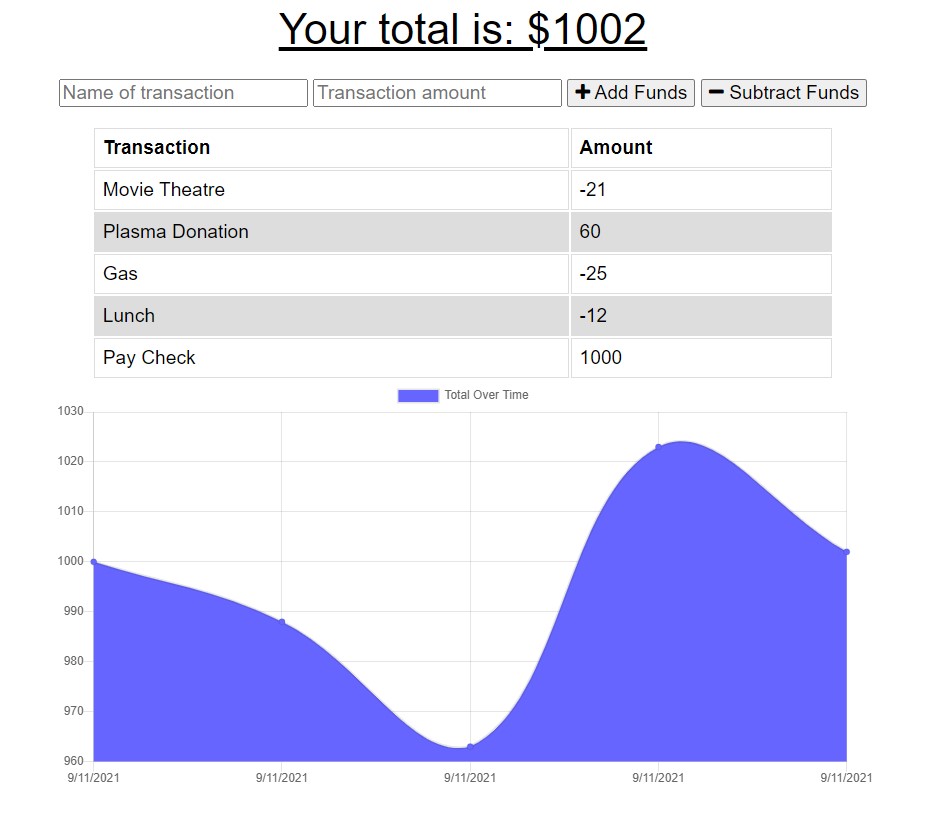 Your total is: $1002
Name of transaction Transaction amount + Add Funds − Subtract Funds
Transaction Amount
Movie Theatre -21
Plasma Donation 60
Gas -25
Lunch -12
Pay Check 1000
Total Over Time
1030
1020
1010
1000
990
980
970
960
9/11/2021 9/11/2021 9/11/2021 9/11/2021 9/11/2021